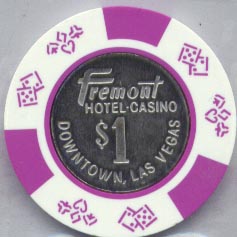 Fremont
HOTEL·CASINO
$1
DOWNTOWN, LAS VEGAS